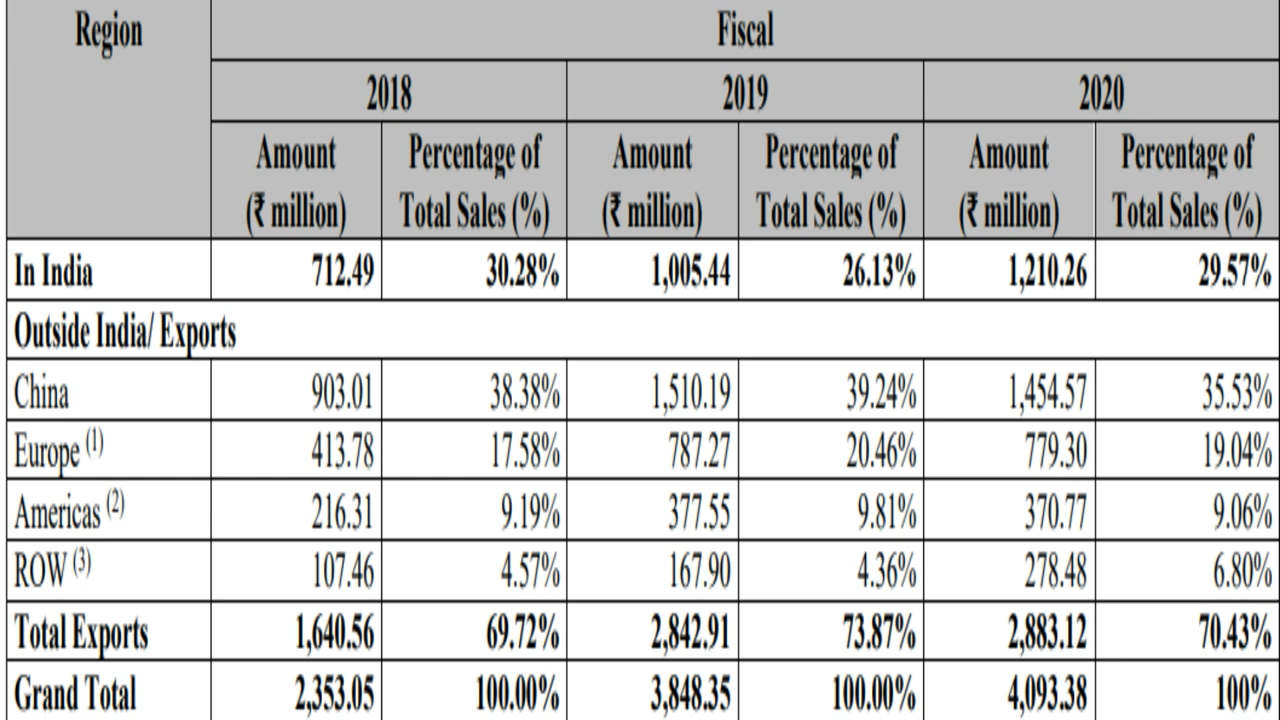 Region Fiscal
2018 2019 2020
Amount Percentage of Amount Percentage of Amount Percentage of
(₹ million) Total Sales (%) (₹ million) Total Sales (%) (₹ million) Total Sales (%)
In India 712.49 30.28% 1,005.44 26.13% 1,210.26 29.57%
Outside India/ Exports
China 903.01 38.38% 1,510.19 39.24% 1,454.57 35.53%
Europe (1) 413.78 17.58% 787.27 20.46% 779.30 19.04%
Americas (2) 216.31 9.19% 377.55 9.81% 370.77 9.06%
ROW (3) 107.46 4.57% 167.90 4.36% 278.48 6.80%
Total Exports 1,640.56 69.72% 2,842.91 73.87% 2,883.12 70.43%
Grand Total 2,353.05 100.00% 3,848.35 100.00% 4,093.38 100%